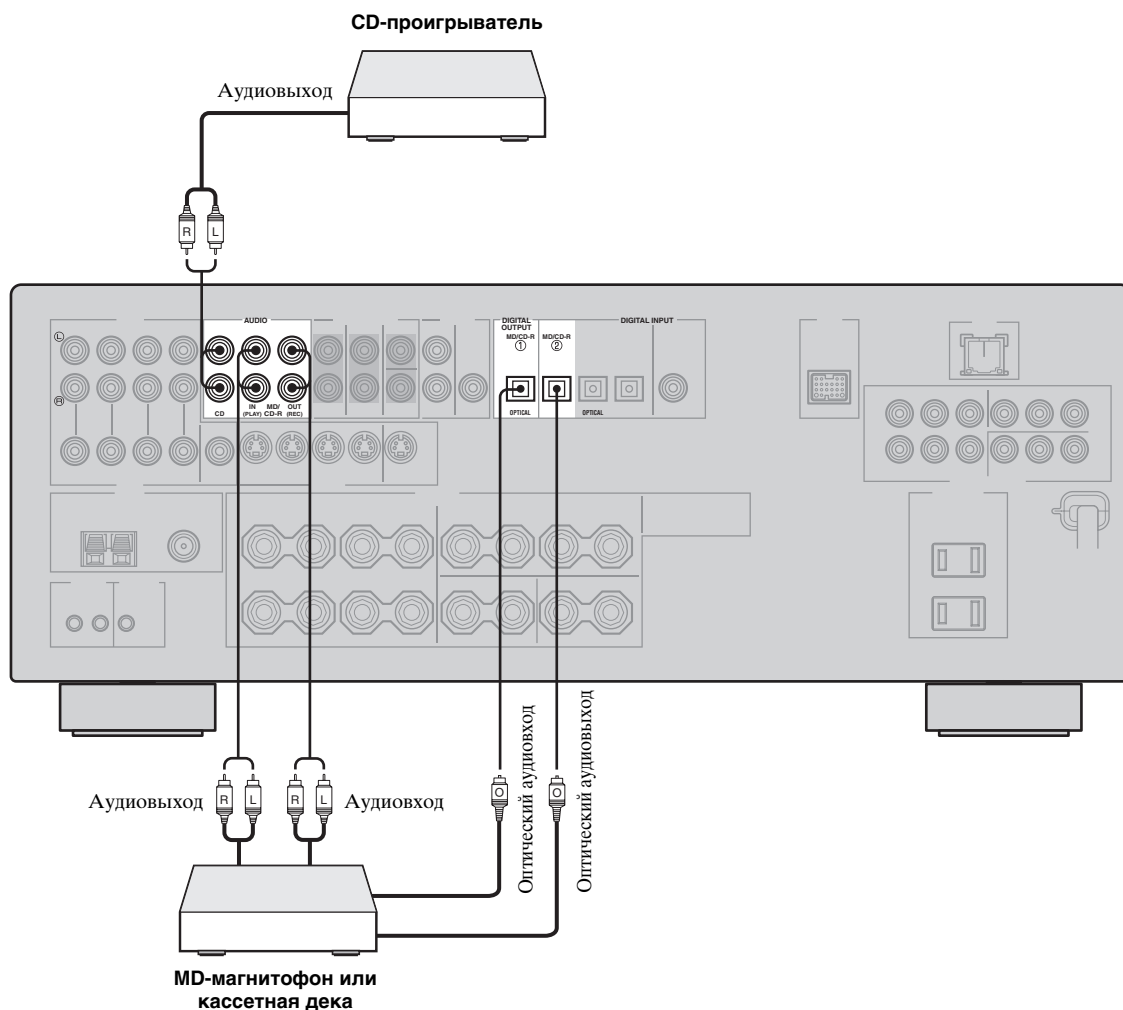 CD-проигрыватель
Аудиовыход
R L
AUDIO
DIGITAL
OUTPUT
MD/CD-R
①
MD/CD-R
②
DIGITAL INPUT
L
R
CD
IN
(PLAY)
MD/
CD-R
OUT
(REC)
OPTICAL
OPTICAL
Аудиовыход
R L
R L
Аудиовход
O
Оптический аудиовход
O
Оптический аудиовыход
MD-магнитофон или
кассетная дека